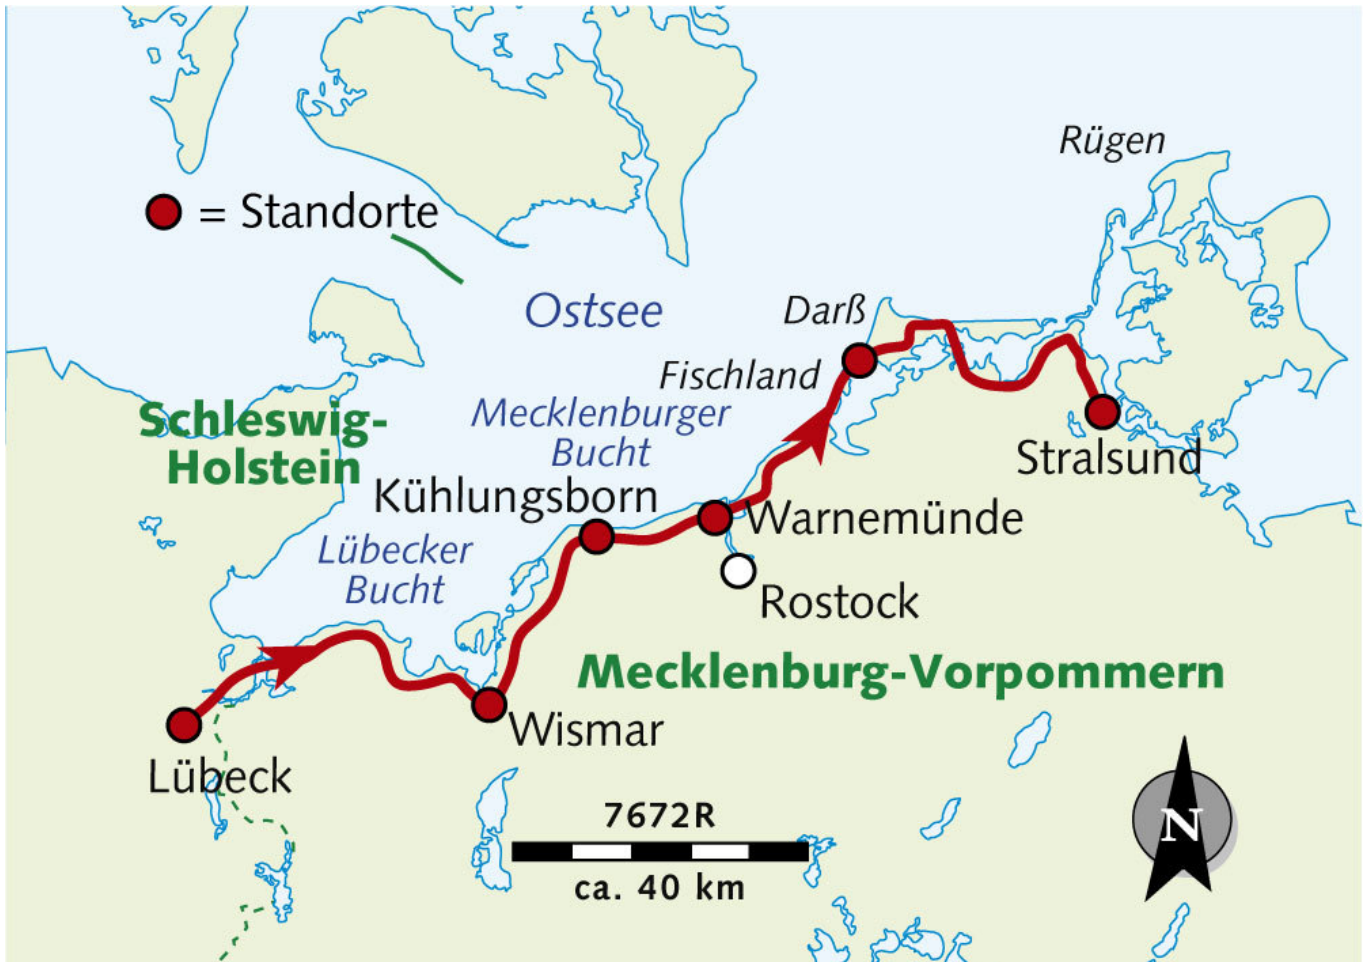 Rügen
= Standorte
Ostsee
Darß
Fischland
Schleswig-
Holstein
Mecklenburger
Bucht
Stralsund
Kühlungsborn
Warnemünde
Lübecker
Bucht
Rostock
Mecklenburg-Vorpommern
Wismar
Lübeck
7672R
N
ca. 40 km